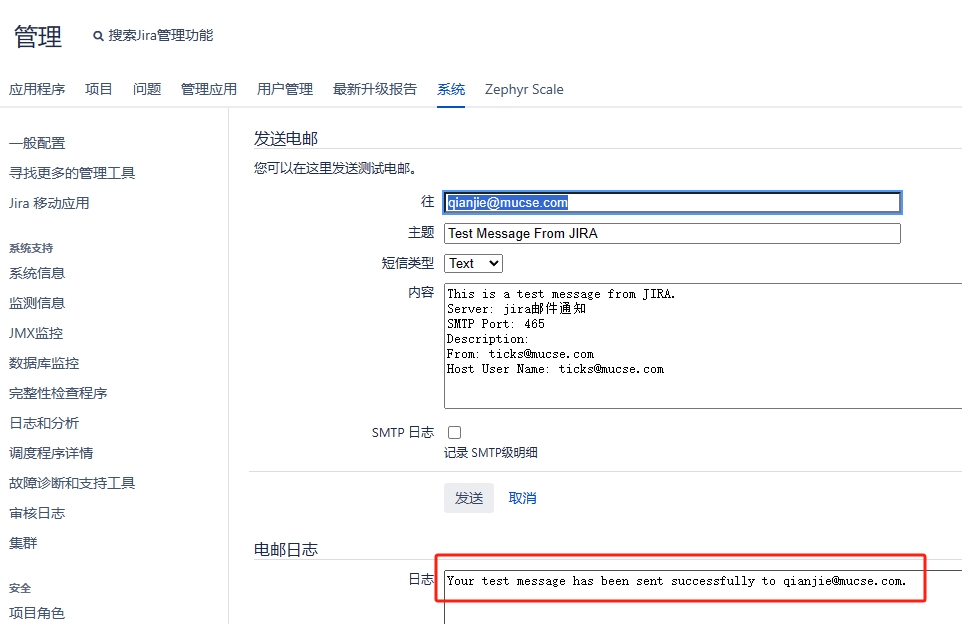 管理
搜索Jira管理功能
应用程序 项目 问题 管理应用 用户管理 最新升级报告 系统 Zephyr Scale
一般配置
寻找更多的管理工具
Jira 移动应用
系统支持
系统信息
监测信息
JMX监控
数据库监控
完整性检查程序
日志和分析
调度程序详情
故障诊断和支持工具
审核日志
集群
安全
项目角色
发送电邮
您可以在这里发送测试电邮。
往 qianjie@mucse.com
主题 Test Message From JIRA
短信类型 Text
内容 This is a test message from JIRA.
Server: jira邮件通知
SMTP Port: 465
Description:
From: ticks@mucse.com
Host User Name: ticks@mucse.com
SMTP 日志
记录 SMTP级明细
发送 取消
电邮日志
日志 Your test message has been sent successfully to qianjie@mucse.com.